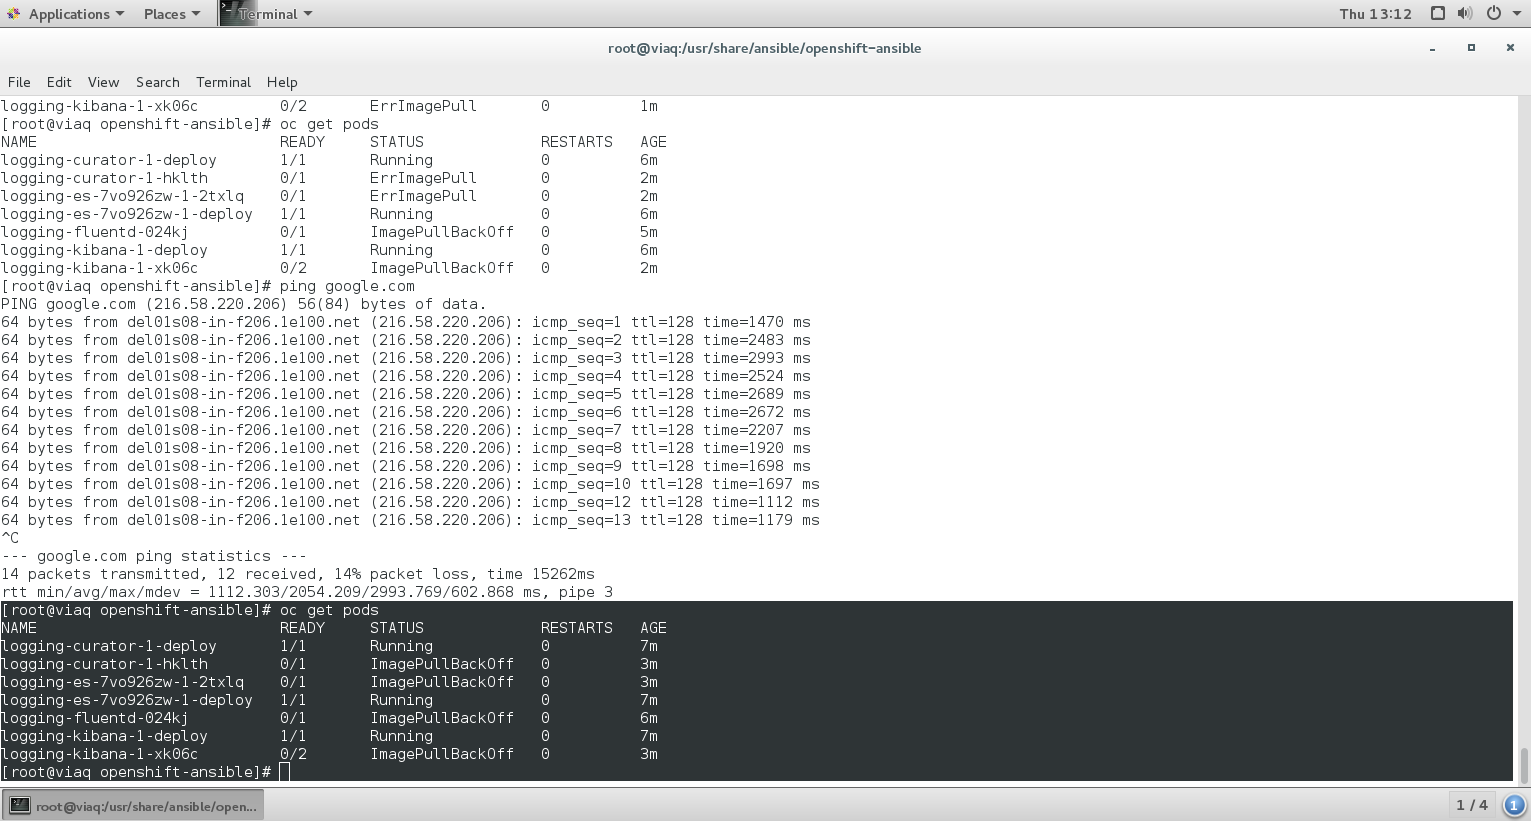 Applications Places Terminal Thu 13:12
root@viaq:/usr/share/ansible/openshift-ansible
File Edit View Search Terminal Help
logging-kibana-1-xk06c 0/2 ErrImagePull 0 1m
[root@viaq openshift-ansible]# oc get pods
NAME READY STATUS RESTARTS AGE
logging-curator-1-deploy 1/1 Running 0 6m
logging-curator-1-hklth 0/1 ErrImagePull 0 2m
logging-es-7vo926zw-1-2txlq 0/1 ErrImagePull 0 2m
logging-es-7vo926zw-1-deploy 1/1 Running 0 6m
logging-fluentd-024kj 0/1 ImagePullBackOff 0 5m
logging-kibana-1-deploy 1/1 Running 0 6m
logging-kibana-1-xk06c 0/2 ImagePullBackOff 0 2m
[root@viaq openshift-ansible]# ping google.com
PING google.com (216.58.220.206) 56(84) bytes of data.
64 bytes from del01s08-in-f206.1e100.net (216.58.220.206): icmp_seq=1 ttl=128 time=1470 ms
64 bytes from del01s08-in-f206.1e100.net (216.58.220.206): icmp_seq=2 ttl=128 time=2483 ms
64 bytes from del01s08-in-f206.1e100.net (216.58.220.206): icmp_seq=3 ttl=128 time=2993 ms
64 bytes from del01s08-in-f206.1e100.net (216.58.220.206): icmp_seq=4 ttl=128 time=2524 ms
64 bytes from del01s08-in-f206.1e100.net (216.58.220.206): icmp_seq=5 ttl=128 time=2689 ms
64 bytes from del01s08-in-f206.1e100.net (216.58.220.206): icmp_seq=6 ttl=128 time=2672 ms
64 bytes from del01s08-in-f206.1e100.net (216.58.220.206): icmp_seq=7 ttl=128 time=2207 ms
64 bytes from del01s08-in-f206.1e100.net (216.58.220.206): icmp_seq=8 ttl=128 time=1920 ms
64 bytes from del01s08-in-f206.1e100.net (216.58.220.206): icmp_seq=9 ttl=128 time=1698 ms
64 bytes from del01s08-in-f206.1e100.net (216.58.220.206): icmp_seq=10 ttl=128 time=1697 ms
64 bytes from del01s08-in-f206.1e100.net (216.58.220.206): icmp_seq=12 ttl=128 time=1112 ms
64 bytes from del01s08-in-f206.1e100.net (216.58.220.206): icmp_seq=13 ttl=128 time=1179 ms
^C
--- google.com ping statistics ---
14 packets transmitted, 12 received, 14% packet loss, time 15262ms
rtt min/avg/max/mdev = 1112.303/2054.209/2993.769/602.868 ms, pipe 3
[root@viaq openshift-ansible]# oc get pods
NAME READY STATUS RESTARTS AGE
logging-curator-1-deploy 1/1 Running 0 7m
logging-curator-1-hklth 0/1 ImagePullBackOff 0 3m
logging-es-7vo926zw-1-2txlq 0/1 ImagePullBackOff 0 3m
logging-es-7vo926zw-1-deploy 1/1 Running 0 7m
logging-fluentd-024kj 0/1 ImagePullBackOff 0 6m
logging-kibana-1-deploy 1/1 Running 0 7m
logging-kibana-1-xk06c 0/2 ImagePullBackOff 0 3m
[root@viaq openshift-ansible]#
root@viaq:/usr/share/ansible/open... 1 / 4 1